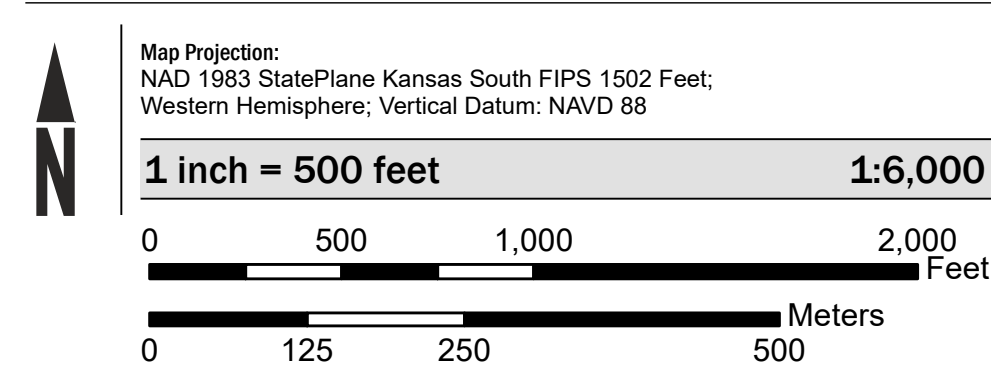 N
Map Projection:
NAD 1983 StatePlane Kansas South FIPS 1502 Feet;
Western Hemisphere; Vertical Datum: NAVD 88
1 inch = 500 feet 1:6,000
0 500 1,000 2,000
Feet
Meters
0 125 250 500